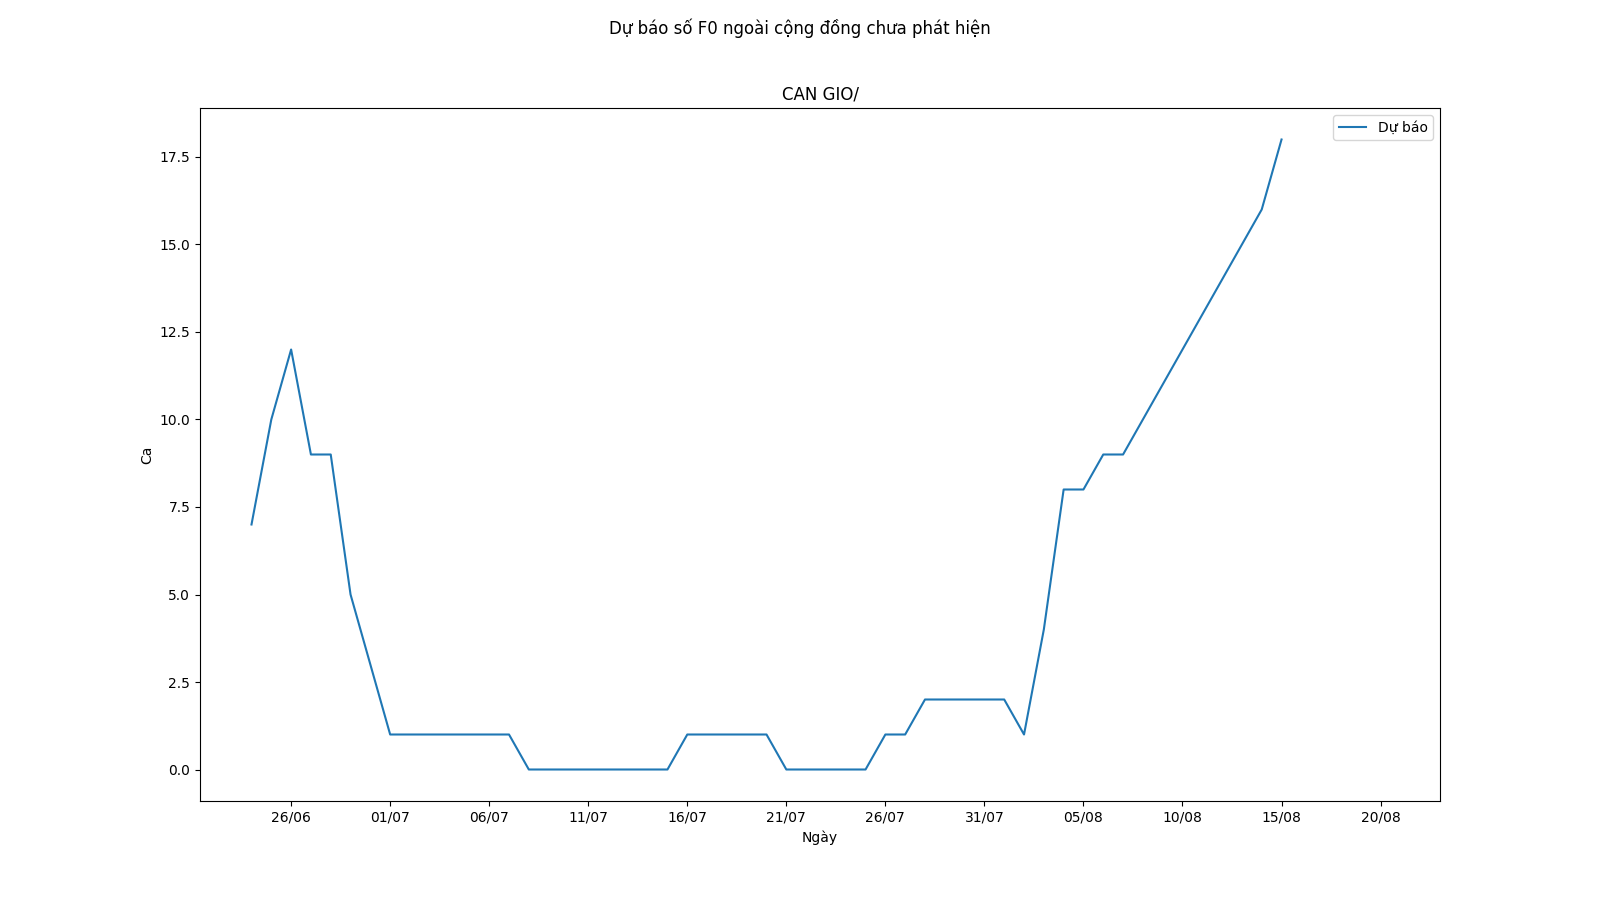 Dự báo số F0 ngoài cộng đồng chưa phát hiện
CAN GIO/
Dự báo
17.5
15.0
12.5
10.0
7.5
5.0
2.5
0.0
Ca
26/06 01/07 06/07 11/07 16/07 21/07 26/07 31/07 05/08 10/08 15/08 20/08
Ngày